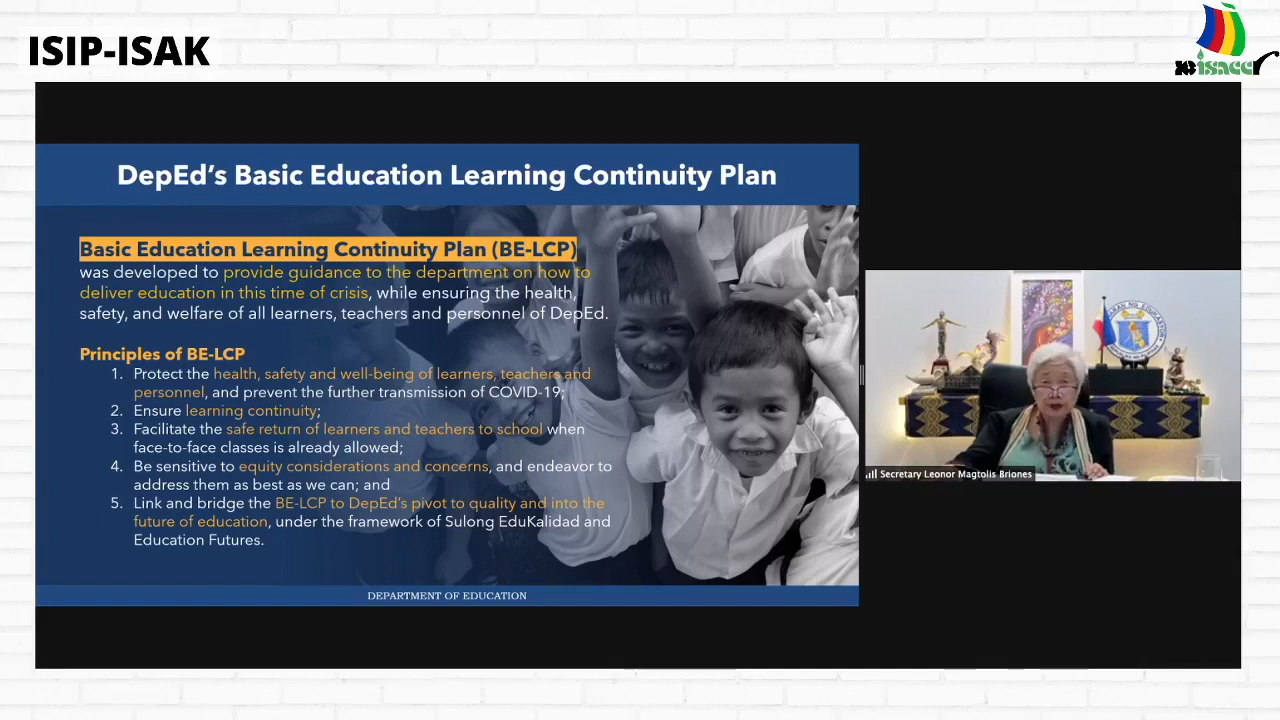 ISIP-ISAK
isaccr
DepEd's Basic Education Learning Continuity Plan
Basic Education Learning Continuity Plan (BE-LCP)
was developed to provide guidance to the department on how to
deliver education in this time of crisis, while ensuring the health,
safety, and welfare of all learners, teachers and personnel of DepEd.
Principles of BE-LCP
1. Protect the health, safety and well-being of learners, teachers and
personnel, and prevent the further transmission of COVID-19;
2. Ensure learning continuity;
3. Facilitate the safe return of learners and teachers to school when
face-to-face classes is already allowed;
4. Be sensitive to equity considerations and concerns, and endeavor to
address them as best as we can; and
5. Link and bridge the BE-LCP to DepEd's pivot to quality and into the
future of education, under the framework of Sulong EduKalidad and
Education Futures.
DEPARTMENT OF EDUCATION
Secretary Leonor Magtolis Briones